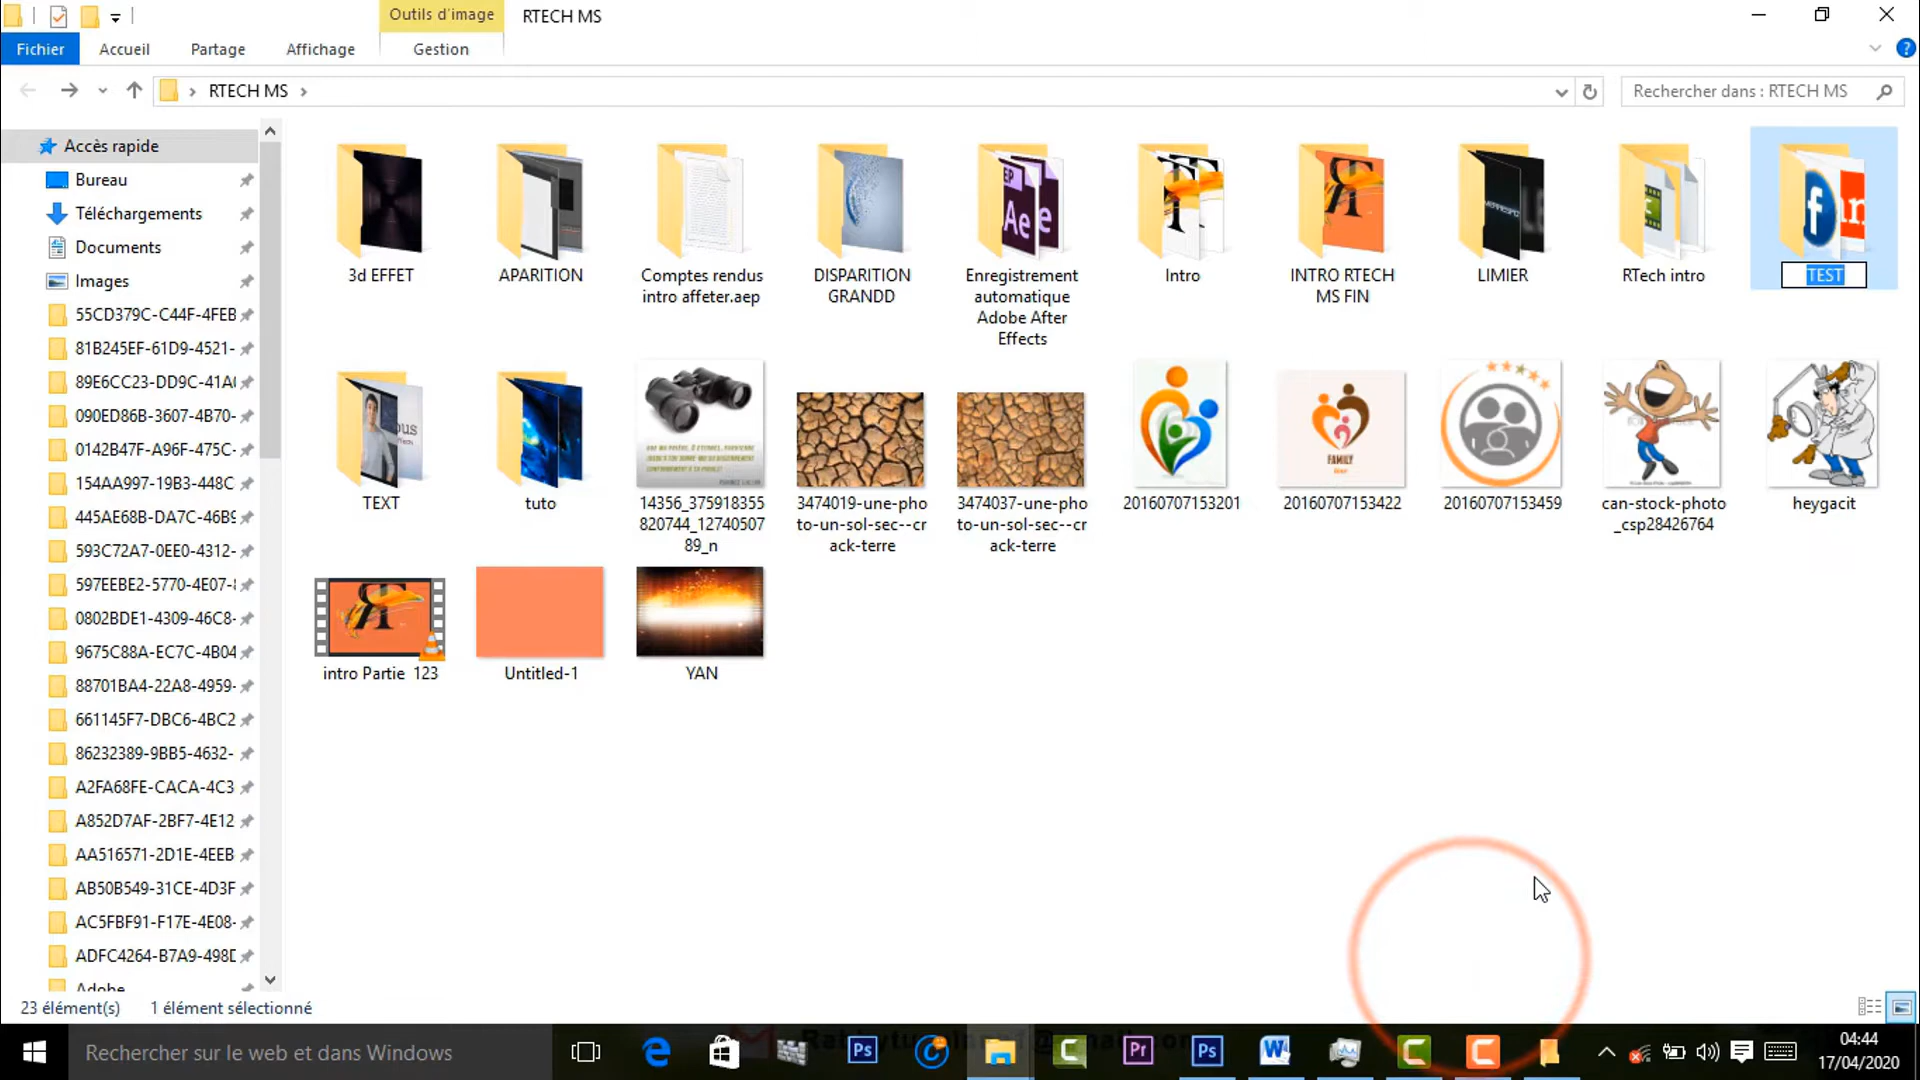 Outils d'image
RTECH MS
Fichier
Accueil
Partage
Affichage
Gestion
RTECH MS
Rechercher dans : RTECH MS
Accès rapide
Bureau
Téléchargements
Documents
Images
55CD379C-C44F-4FEB
81B245EF-61D9-4521-
89E6CC23-DD9C-41A(
090ED86B-3607-4B70-
0142B47F-A96F-475C-
154AA997-19B3-448C
445AE68B-DA7C-46B9
593C72A7-0EE0-4312-
597EEBE2-5770-4E07-
0802BDE1-4309-46C8-
9675C88A-EC7C-4B04
88701BA4-22A8-4959-
661145F7-DBC6-4BC2
86232389-9BB5-4632-
A2FA68FE-CACA-4C3
A852D7AF-2BF7-4E12
AA516571-2D1E-4EEB
AB50B549-31CE-4D3F
AC5FBF91-F17E-4E08-
ADFC4264-B7A9-498D
Adobe
3d EFFET
APARITION
Comptes rendus
intro affeter.aep
DISPARITION
GRANDD
Enregistrement
automatique
Adobe After
Effects
Intro
INTRO RTECH
MS FIN
LIMIER
RTech intro
TEST
TEXT
tuto
14356_375918355
820744_12740507
89_n
3474019-une-pho
to-un-sol-sec--cr
ack-terre
3474037-une-pho
to-un-sol-sec--cr
ack-terre
20160707153201
FAMILY
20160707153422
20160707153459
can-stock-photo
_csp28426764
heygacit
intro Partie  123
Untitled-1
YAN
23 élément(s)
1 élément sélectionné
Rechercher sur le web et dans Windows
04:44
17/04/2020